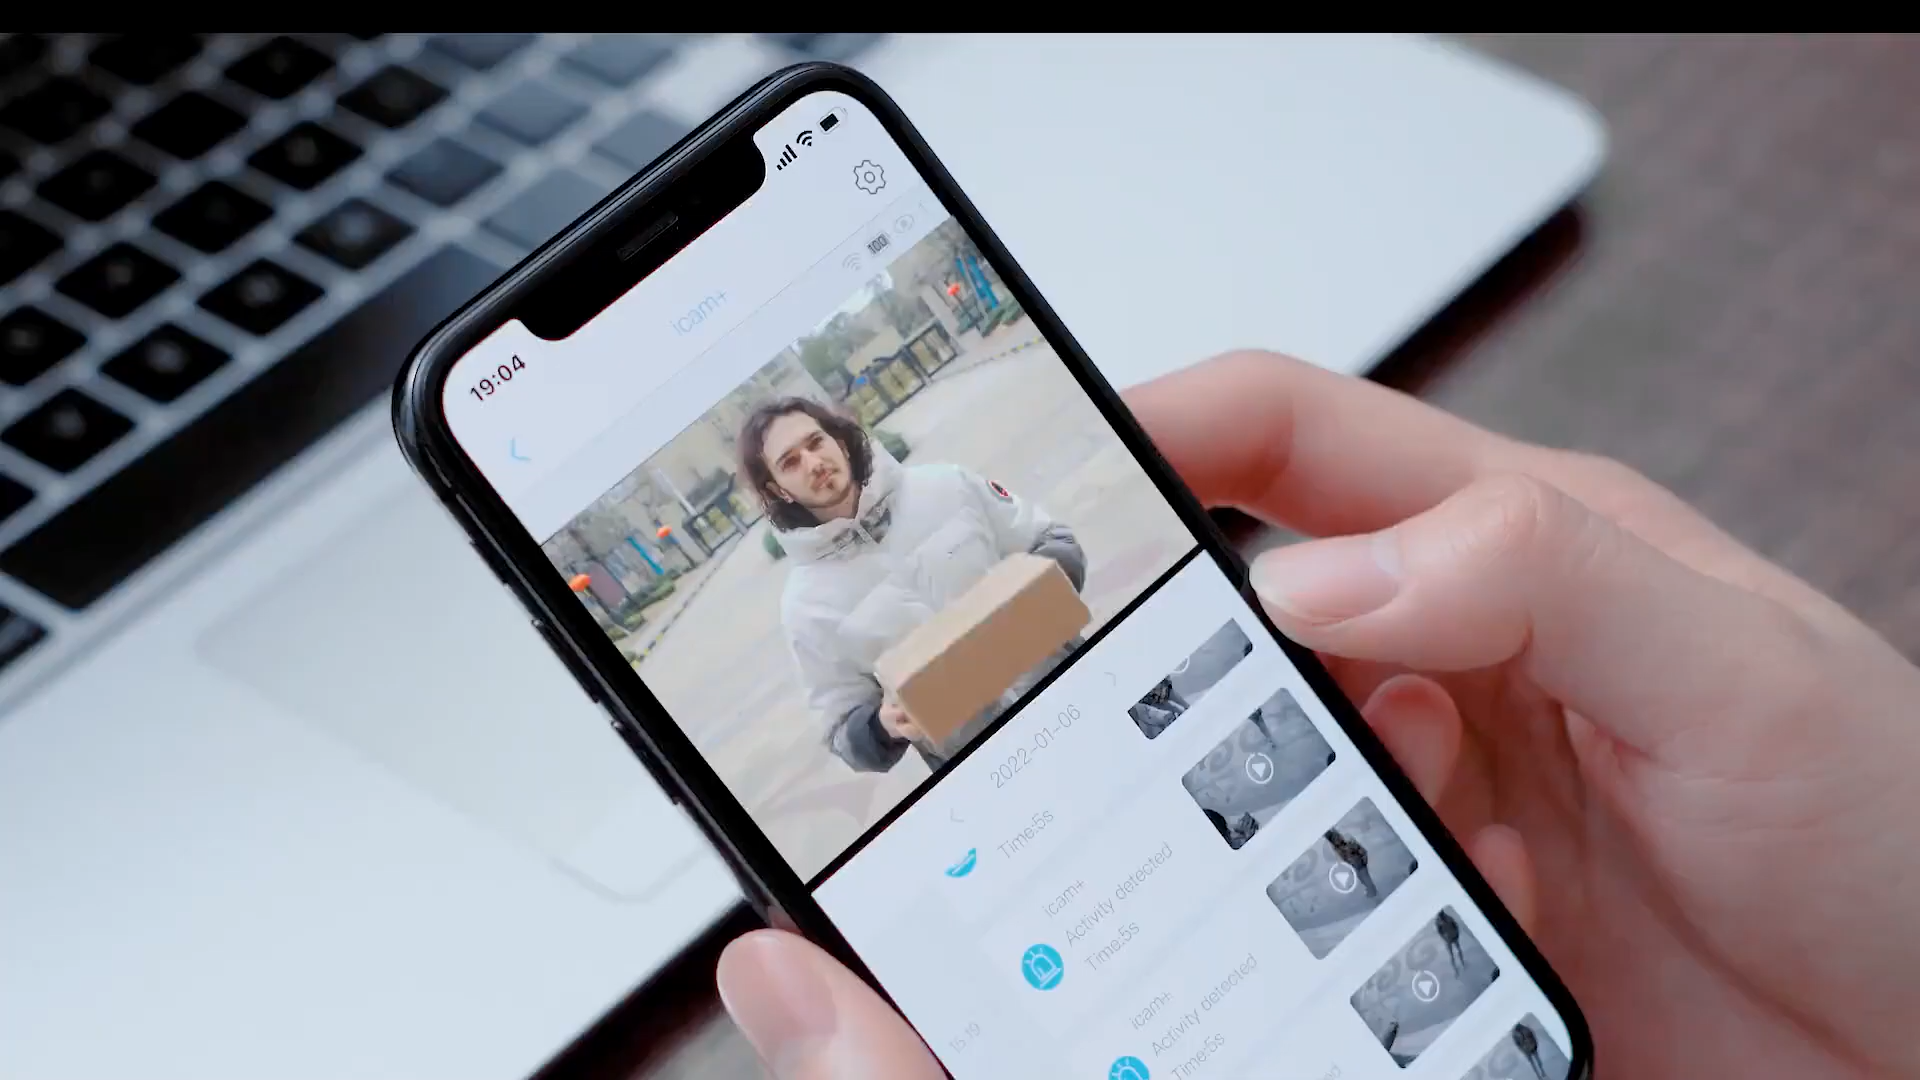 19:04
100
icam+
2022-01-06
Time:5s
icam+
Activity detected
Time:5s
15:19
icam+
Activity detected
Time:5s